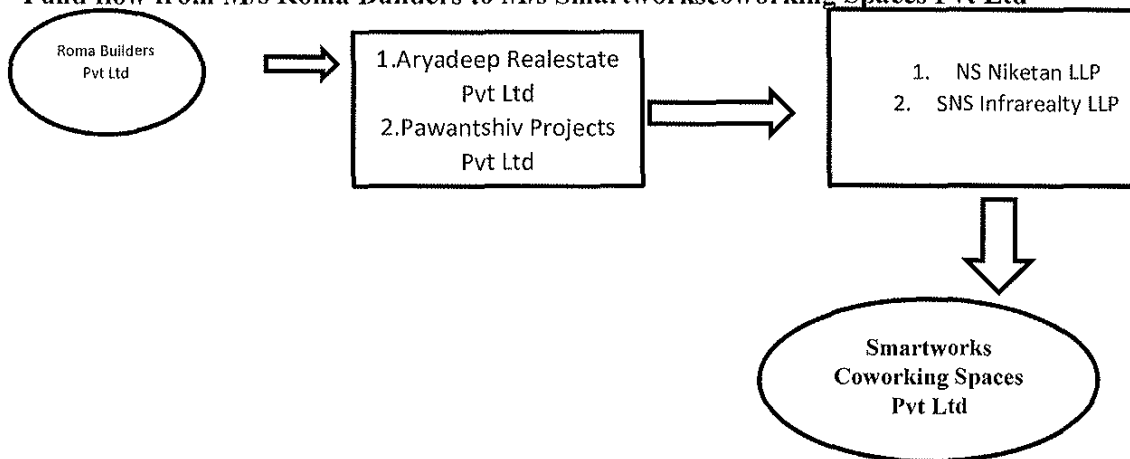 Fund flow from M/s Roma Builders to M/s Smartworkscoworking Spaces Pvt Ltd
Roma Builders
Pvt Ltd
1.Aryadeep Realestate
Pvt Ltd
2.Pawantshiv Projects
Pvt Ltd
1. NS Niketan LLP
2. SNS Infrarealty LLP
Smartworks
Coworking Spaces
Pvt Ltd